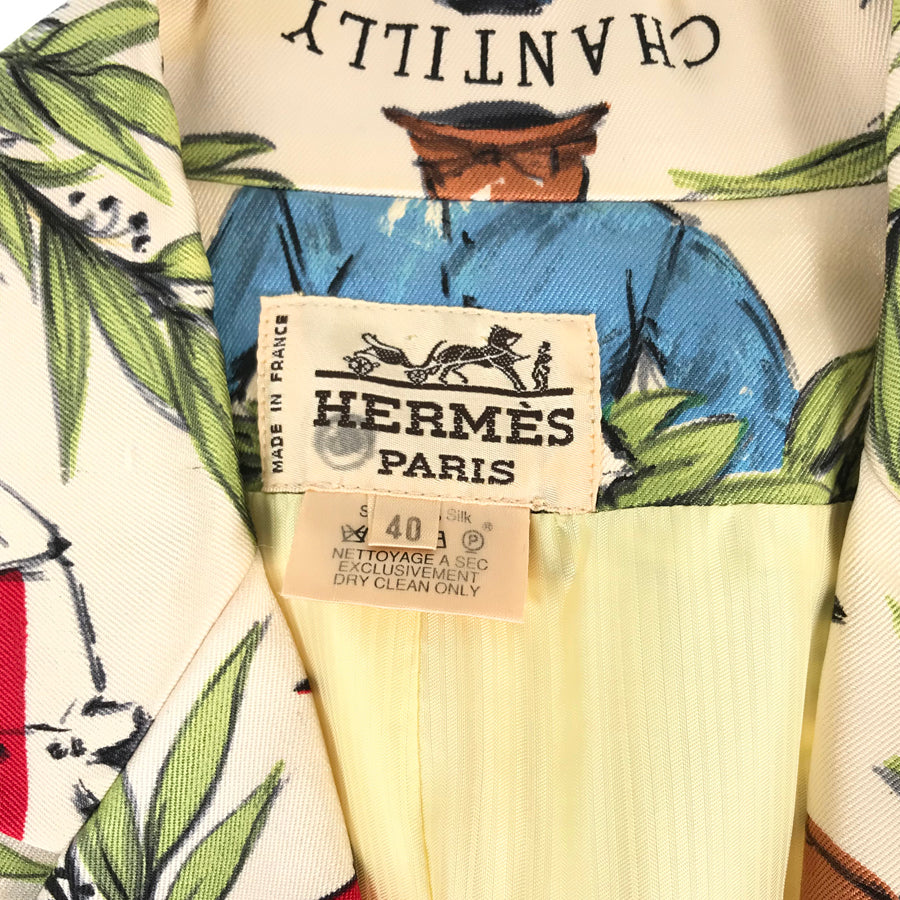 CHANTILLY
MADE IN FRANCE
HERMÈS
PARIS
Silk
40
®
P
NETTOYAGE A SEC
EXCLUSIVEMENT
DRY CLEAN ONLY